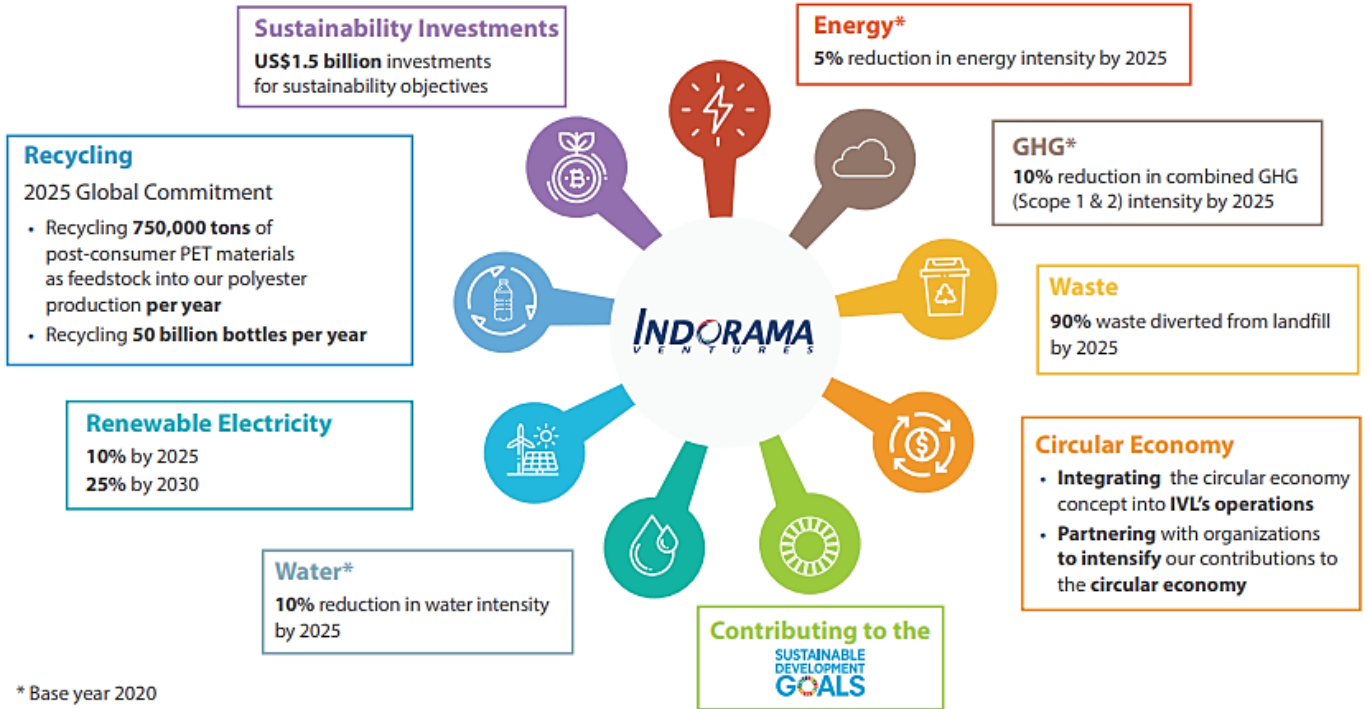 Sustainability Investments
US$1.5 billion investments
for sustainability objectives
Energy*
5% reduction in energy intensity by 2025
GHG*
10% reduction in combined GHG
(Scope 1 & 2) intensity by 2025
Recycling
2025 Global Commitment
• Recycling 750,000 tons of
post-consumer PET materials
as feedstock into our polyester
production per year
• Recycling 50 billion bottles per year
Waste
90% waste diverted from landfill
by 2025
INDORAMA
VENTURES
Renewable Electricity
10% by 2025
25% by 2030
Circular Economy
• Integrating the circular economy
concept into IVL's operations
• Partnering with organizations
to intensify our contributions to
the circular economy
Water*
10% reduction in water intensity
by 2025
Contributing to the
SUSTAINABLE
DEVELOPMENT
GOALS
* Base year 2020